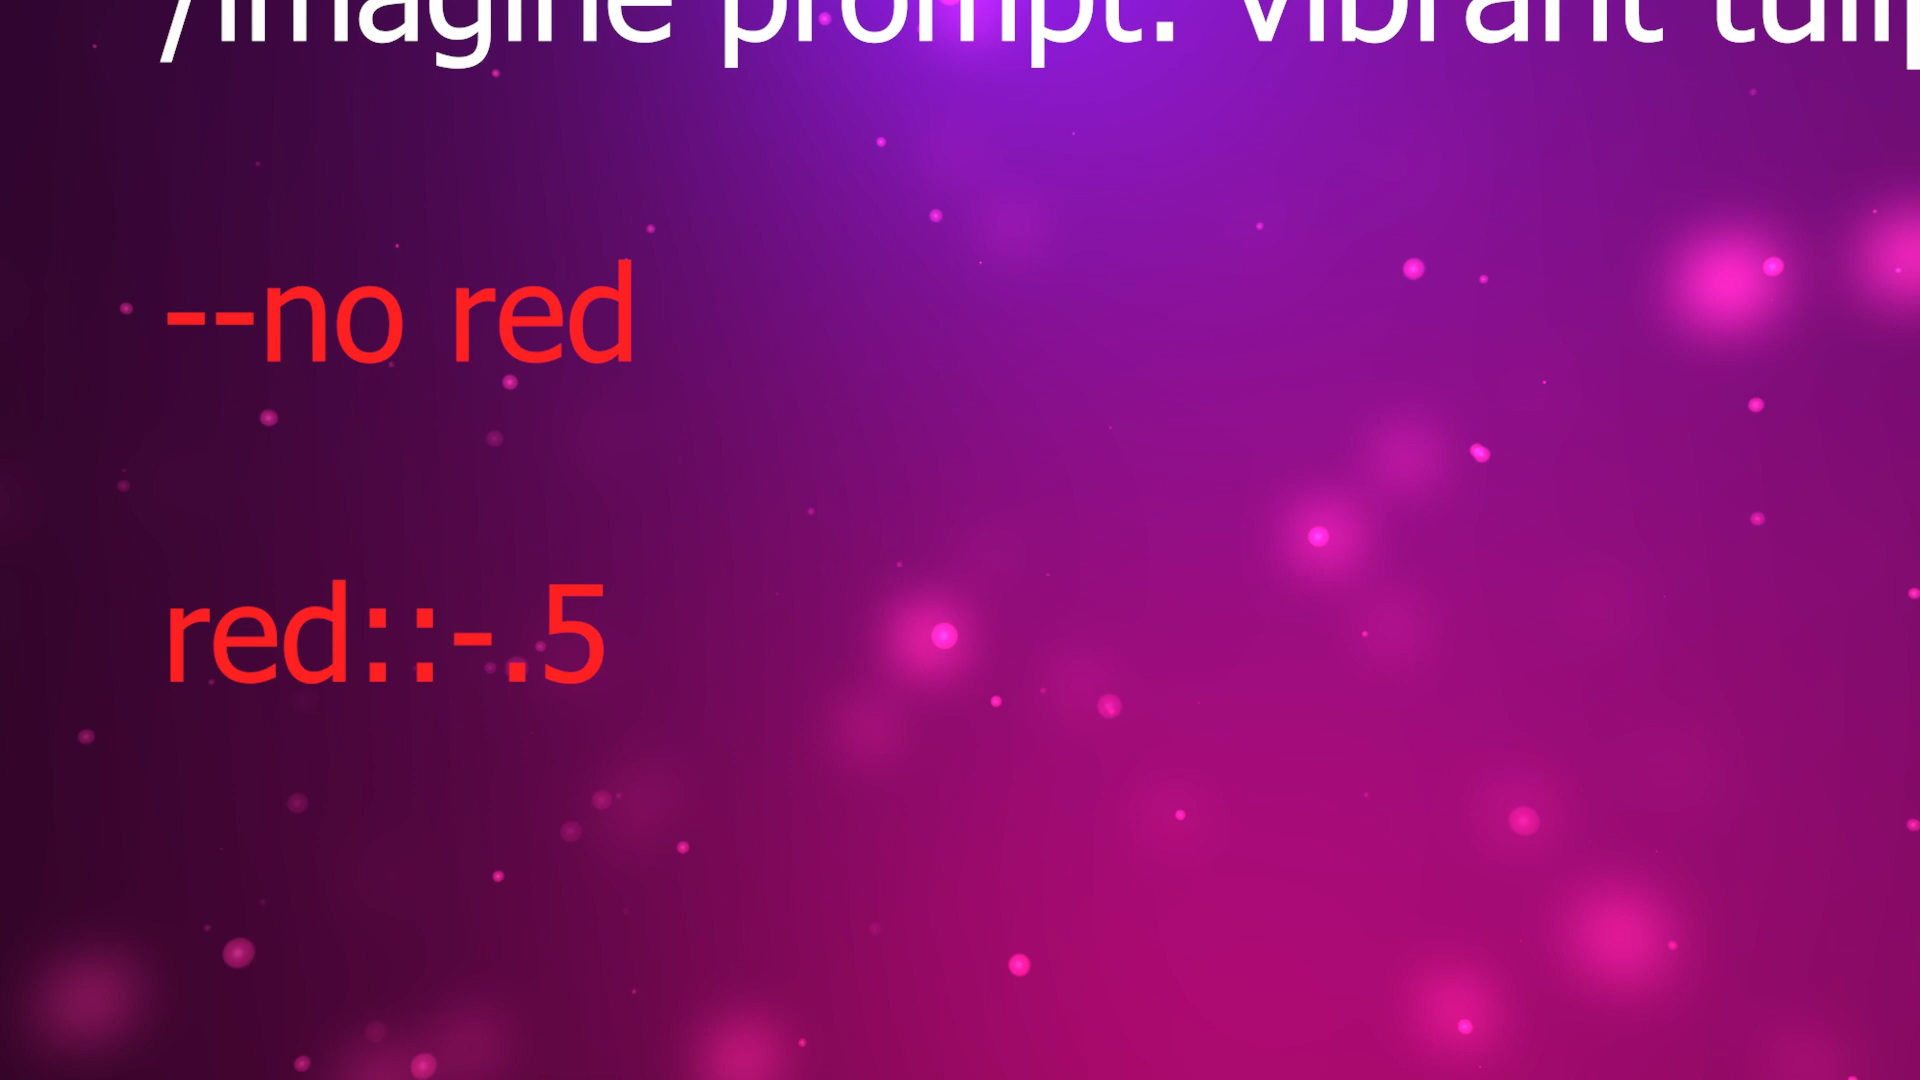 /imagine prompt: vibrant
--no red
red::-.5